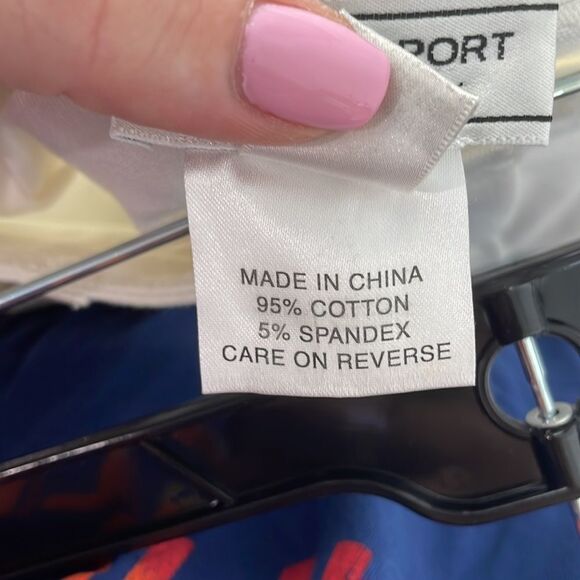 PORT
MADE IN CHINA
95% COTTON
5% SPANDEX
CARE ON REVERSE